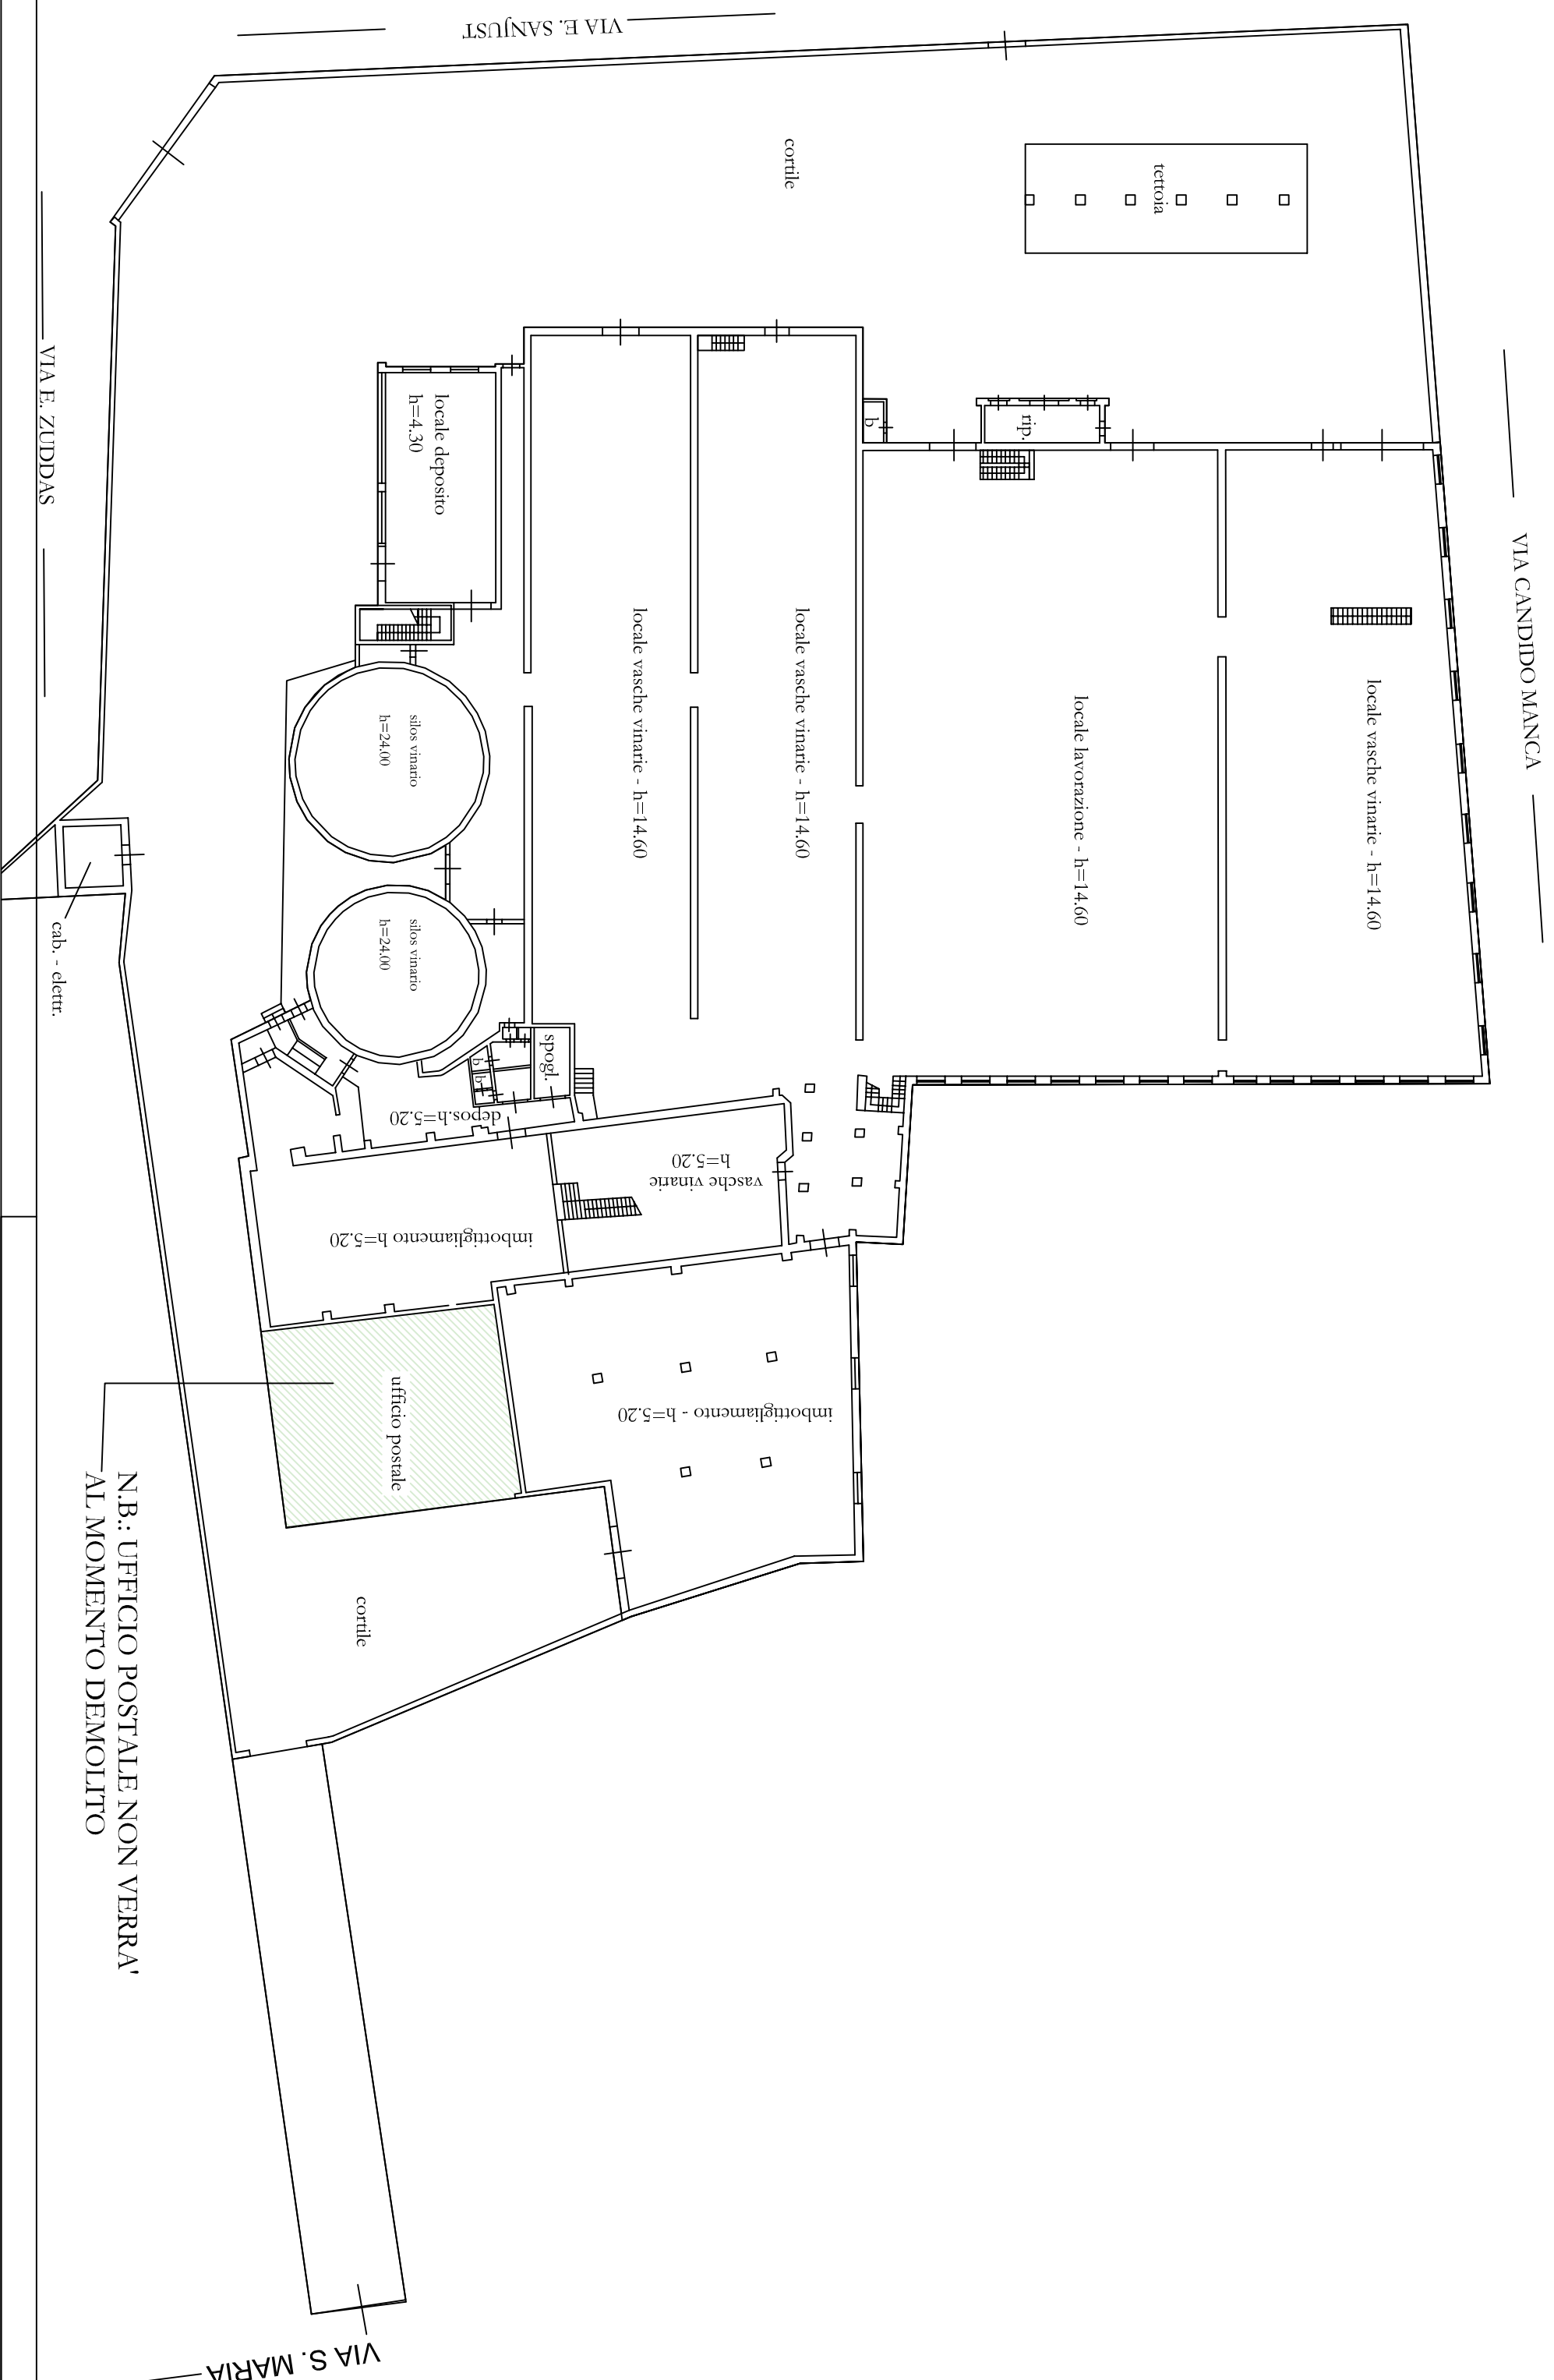 VIA E. SANJUST
cortile
tettoia
VIA E. ZUDDAS
VIA CANDIDO MANCA
locale deposito
h=4.30
b
rip.
locale vasche vinarie - h=14.60
locale vasche vinarie - h=14.60
locale lavorazione - h=14.60
locale vasche vinarie - h=14.60
silos vinario
h=24.00
silos vinario
h=24.00
cab. - elettr.
spogl.
b
b
depos.h=5.20
vasche vinarie
h=5.20
imbottigliamento h=5.20
imbottigliamento - h=5.20
ufficio postale
N.B.: UFFICIO POSTALE NON VERRA'
AL MOMENTO DEMOLITO
cortile
VIA S. MARIA